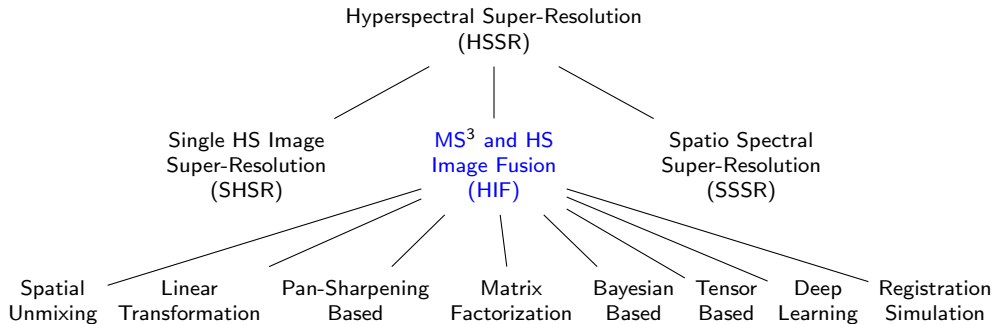 Hyperspectral Super-Resolution
(HSSR)
Single HS Image
Super-Resolution
(SHSR)
MS³ and HS
Image Fusion
(HIF)
Spatio Spectral
Super-Resolution
(SSSR)
Spatial
Unmixing
Linear
Transformation
Pan-Sharpening
Based
Matrix
Factorization
Bayesian
Based
Tensor
Based
Deep
Learning
Registration
Simulation